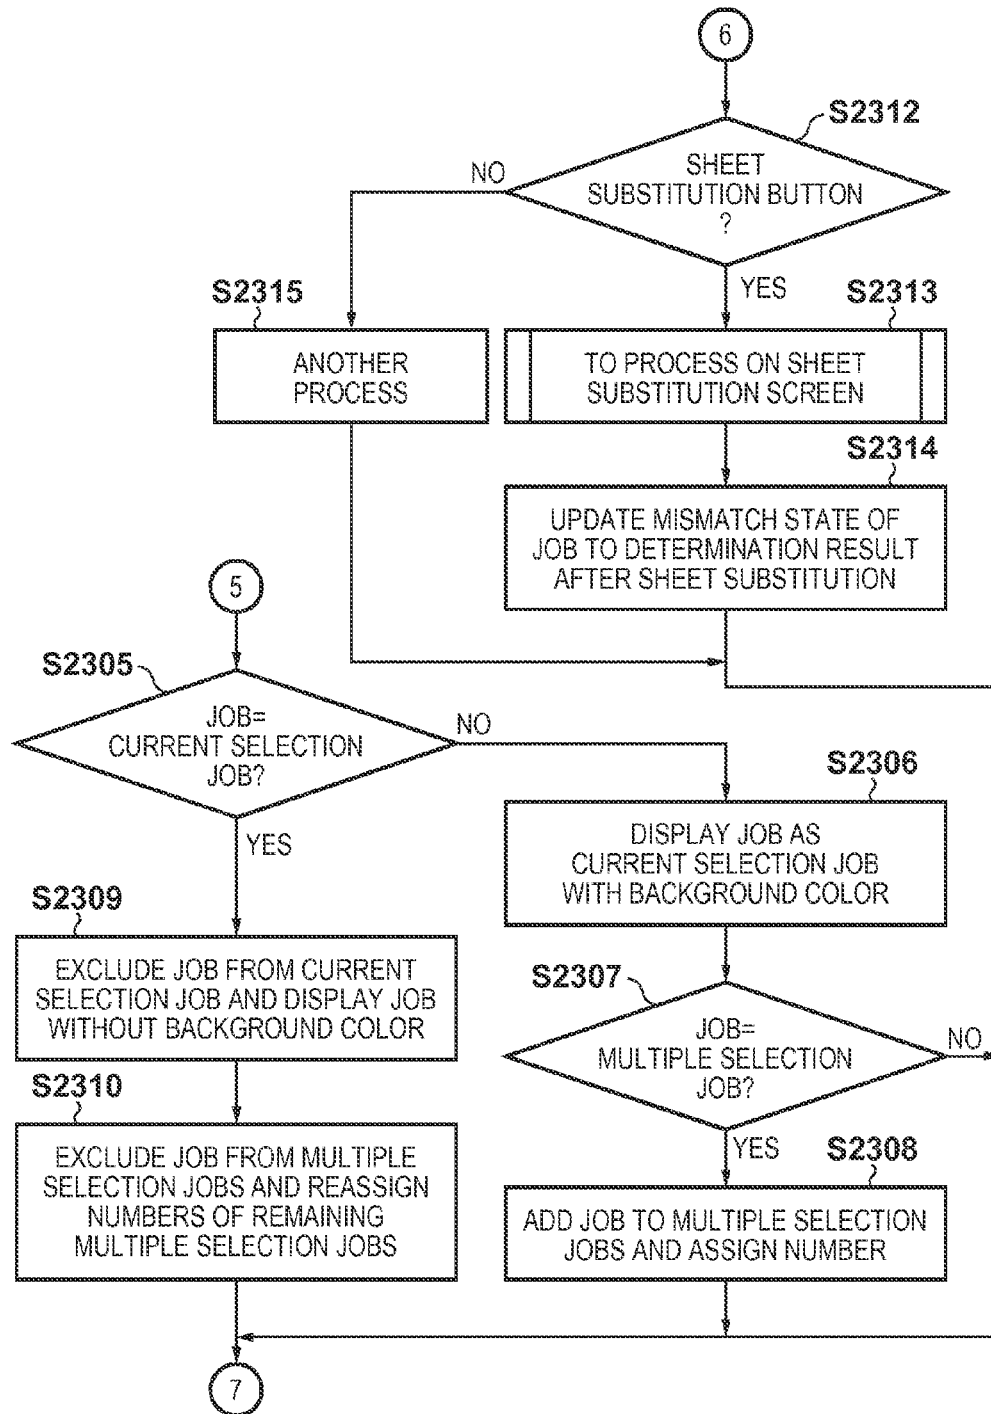 6
S2312
SHEET
SUBSTITUTION BUTTON
?
NO
YES
S2315
ANOTHER
PROCESS
S2313
TO PROCESS ON SHEET
SUBSTITUTION SCREEN
S2314
UPDATE MISMATCH STATE OF
JOB TO DETERMINATION RESULT
AFTER SHEET SUBSTITUTION
5
S2305
JOB=
CURRENT SELECTION
JOB?
NO
YES
S2306
DISPLAY JOB AS
CURRENT SELECTION JOB
WITH BACKGROUND COLOR
S2309
EXCLUDE JOB FROM CURRENT
SELECTION JOB AND DISPLAY JOB
WITHOUT BACKGROUND COLOR
S2307
JOB=
MULTIPLE SELECTION
JOB?
NO
YES
S2310
EXCLUDE JOB FROM MULTIPLE
SELECTION JOBS AND REASSIGN
NUMBERS OF REMAINING
MULTIPLE SELECTION JOBS
S2308
ADD JOB TO MULTIPLE SELECTION
JOBS AND ASSIGN NUMBER
7